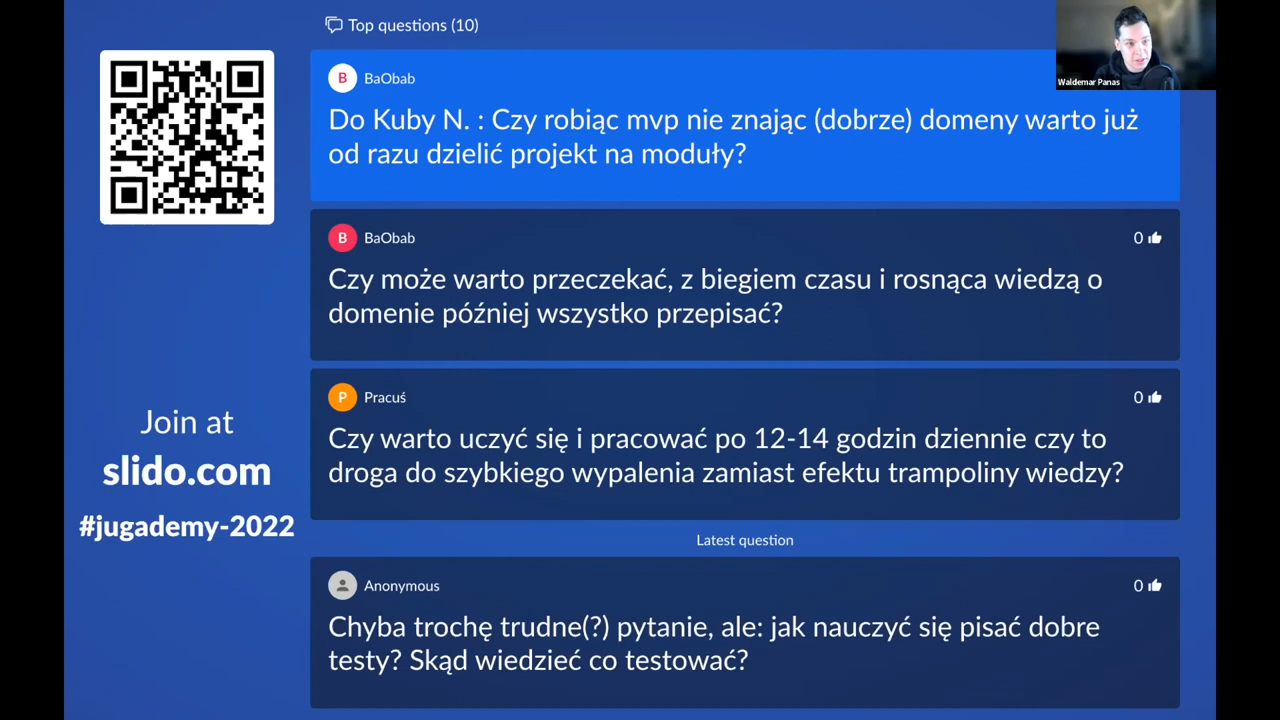 Top questions (10)
Waldemar Panas
B BaObab
Do Kuby N. : Czy robiąc mvp nie znając (dobrze) domeny warto już
od razu dzielić projekt na moduły?
B BaObab
0
Czy może warto przeczekać, z biegiem czasu i rosnąca wiedzą o
domenie później wszystko przepisać?
P Pracuś
0
Czy warto uczyć się i pracować po 12-14 godzin dziennie czy to
droga do szybkiego wypalenia zamiast efektu trampoliny wiedzy?
Join at
slido.com
#jugademy-2022
Latest question
Anonymous
0
Chyba trochę trudne(?) pytanie, ale: jak nauczyć się pisać dobre
testy? Skąd wiedzieć co testować?